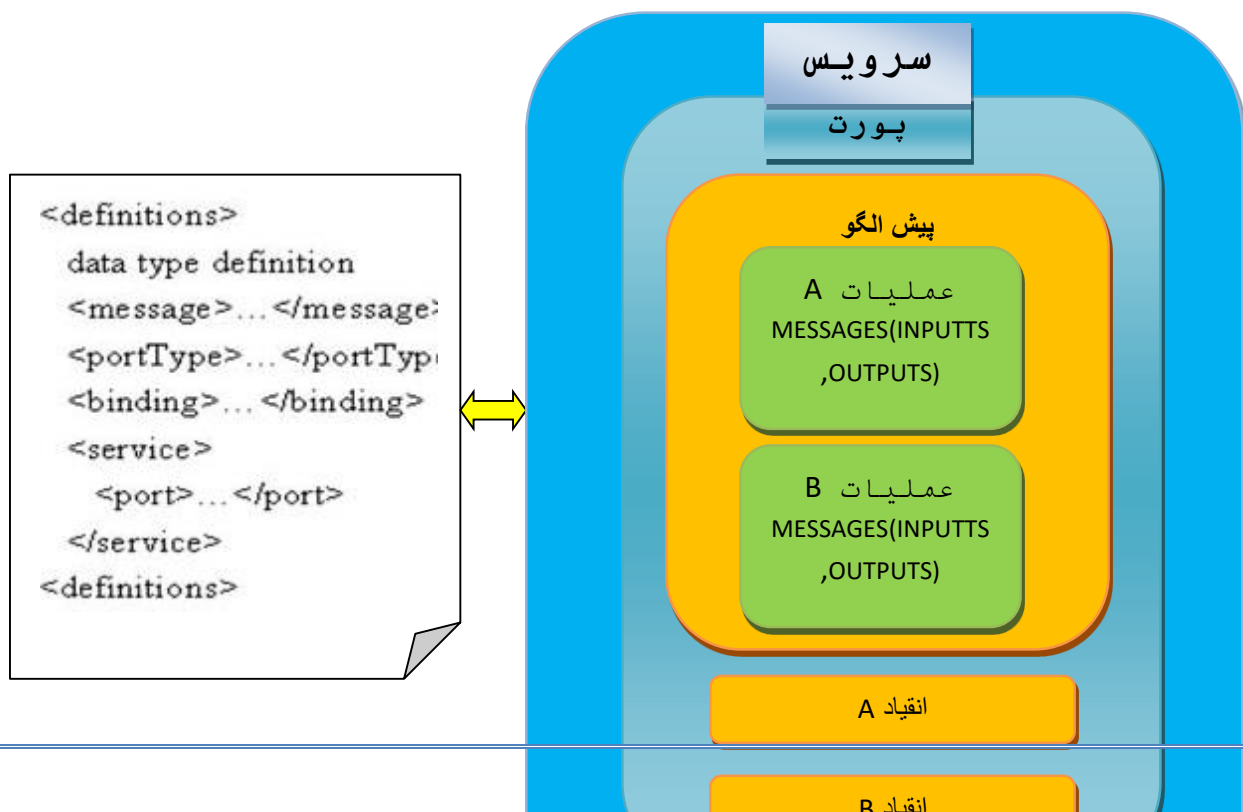 <definitions>
data type definition
<message>...</message>
<portType>...</portTyp
<binding>...</binding>
<service>
<port>...</port>
</service>
<definitions>
سرویس
پورت
پیش الگو
عملیات A
MESSAGES(INPUTTS
,OUTPUTS)
عملیات B
MESSAGES(INPUTTS
,OUTPUTS)
انقیاد A
انقیاد B